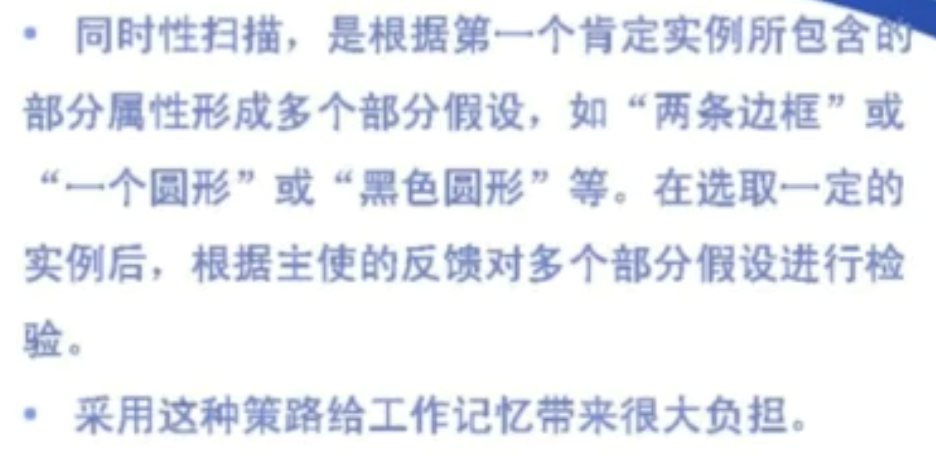 • 同时性扫描，是根据第一个肯定实例所包含的
部分属性形成多个部分假设，如“两条边框”或
“一个圆形”或“黑色圆形”等。在选取一定的
实例后，根据主使的反馈对多个部分假设进行检
验。
• 采用这种策路给工作记忆带来很大负担。